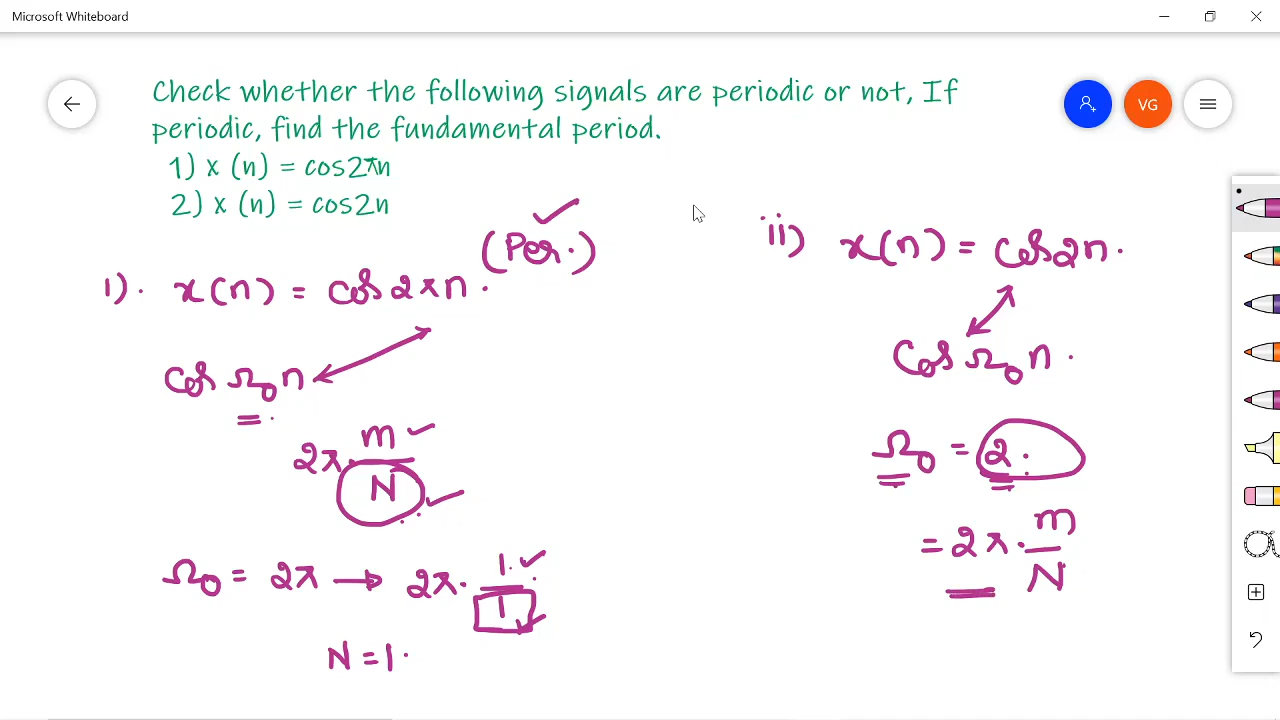 Microsoft Whiteboard
VG
Check whether the following signals are periodic or not, If
periodic, find the fundamental period.
1) x (n) = cos2πn
2) x (n) = cos2n
(Per.)
1). x(n) = cos 2πn.
cos Ω₀n
2π. m/N
Ω₀ = 2π → 2π. 1/1
N = 1.
ii) x(n) = cos2n.
cos Ω₀n.
Ω₀ = 2.
= 2π. m/N